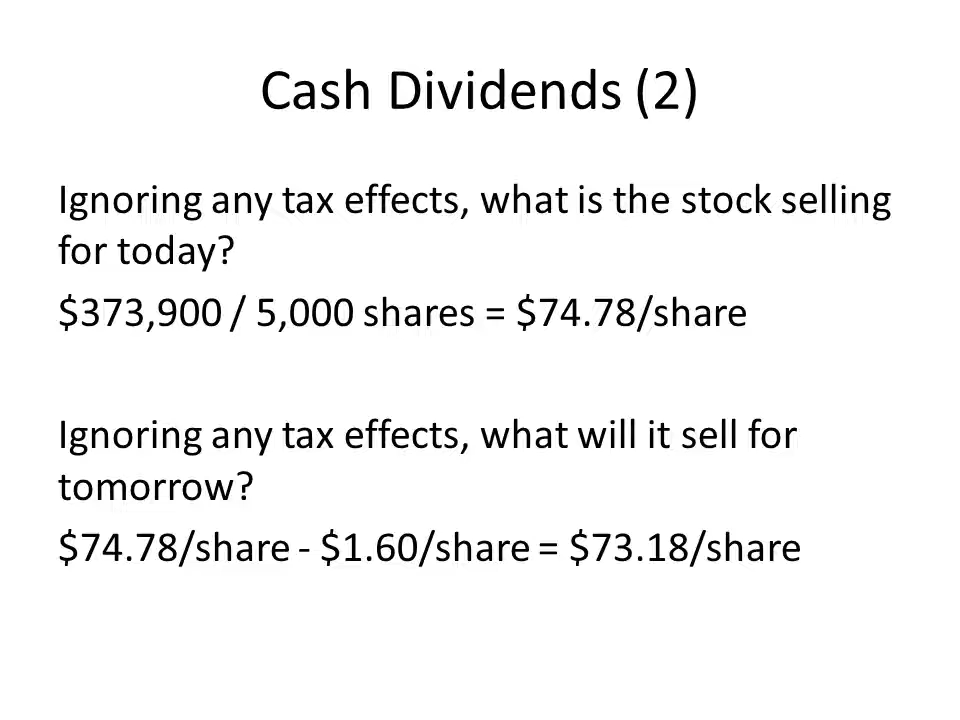 Cash Dividends (2)
Ignoring any tax effects, what is the stock selling
for today?
$373,900 / 5,000 shares = $74.78/share
Ignoring any tax effects, what will it sell for
tomorrow?
$74.78/share - $1.60/share = $73.18/share